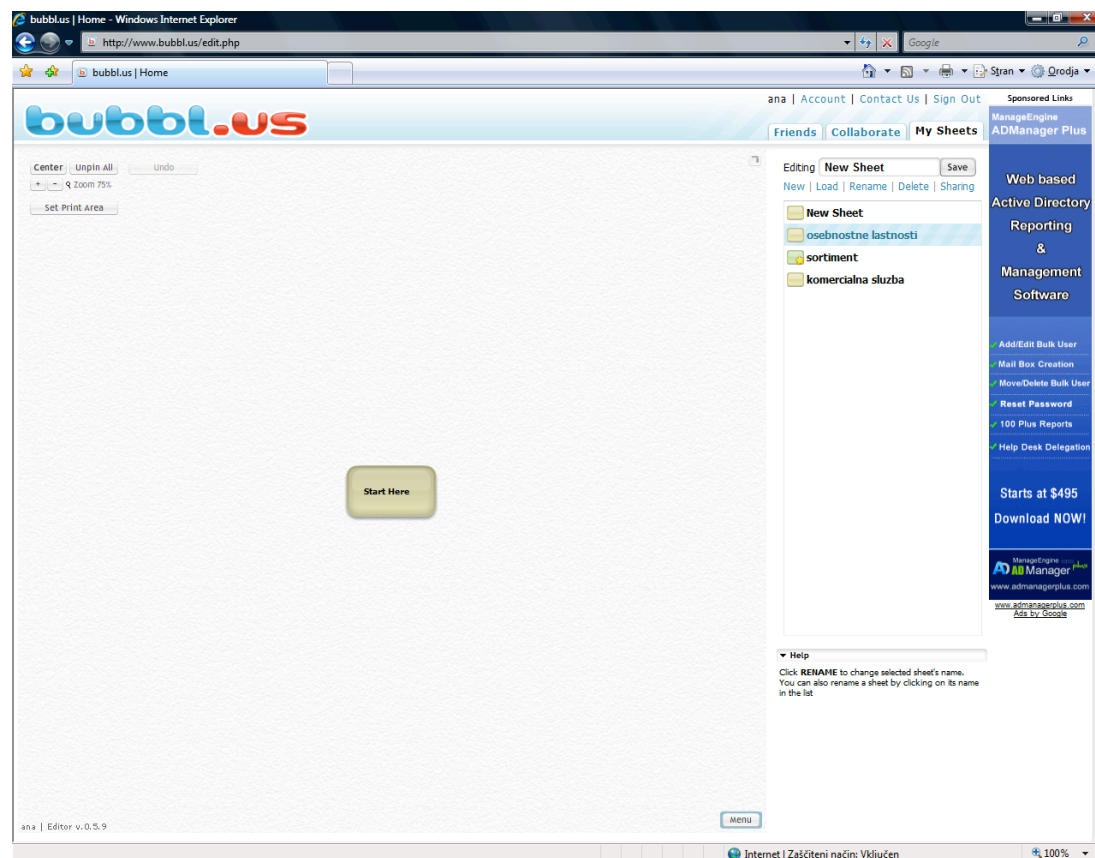 bubbl.us | Home - Windows Internet Explorer
http://www.bubbl.us/edit.php
Google
bubbl.us | Home
Stran
Orodja
bubbl.us
ana | Account | Contact Us | Sign Out
Friends
Collaborate
My Sheets
Center
Unpin All
Undo
+ - Zoom 75%
Set Print Area
Start Here
Editing New Sheet Save
New | Load | Rename | Delete | Sharing
New Sheet
osebnostne lastnosti
sortiment
komercialna sluzba
Help
Click RENAME to change selected sheet's name.
You can also rename a sheet by clicking on its name
in the list
Menu
ana | Editor v.0.5.9
Sponsored Links
ManageEngine
ADManager Plus
Web based
Active Directory
Reporting
&
Management
Software
Add/Edit Bulk User
Mail Box Creation
Move/Delete Bulk User
Reset Password
100 Plus Reports
Help Desk Delegation
Starts at $495
Download NOW!
ManageEngine
AD Manager plus
www.admanagerplus.com
www.admanagerplus.com
Ads by Google
Internet | Zaščiteni način: Vključen
100%